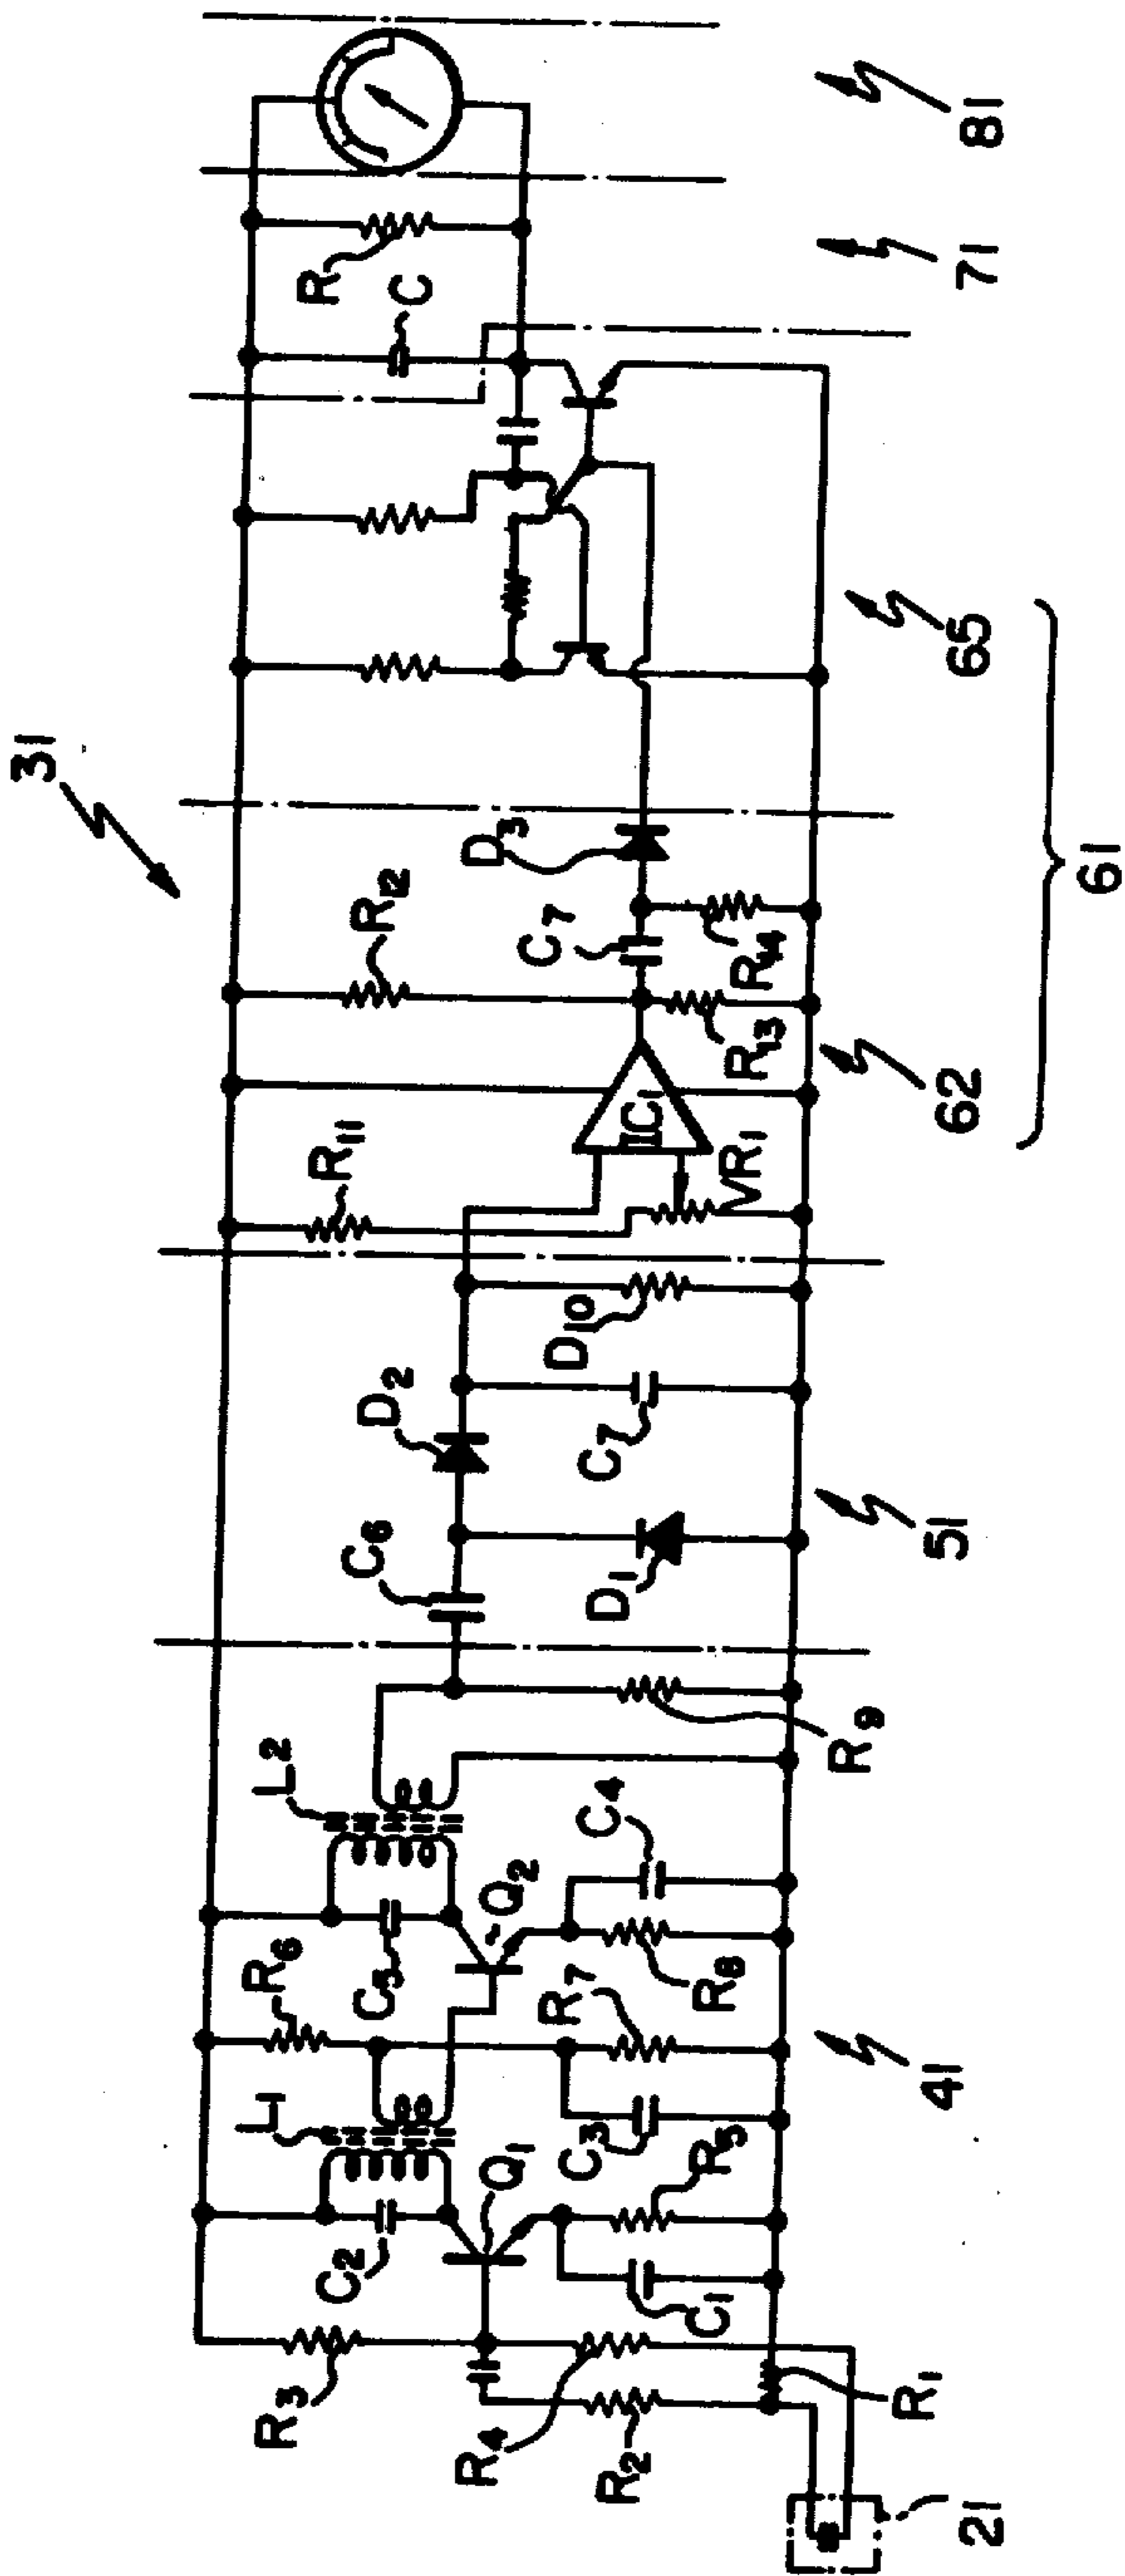 31
R3
C2
L1
R6
C5
L2
Q1
Q2
R4
R2
C1
R5
C3
R7
R8
C4
R9
R1
21
41
C6
D2
D1
C7
D10
51
R11
R12
IC1
VR1
R13
C7
R14
D3
62
65
61
R
C
71
81